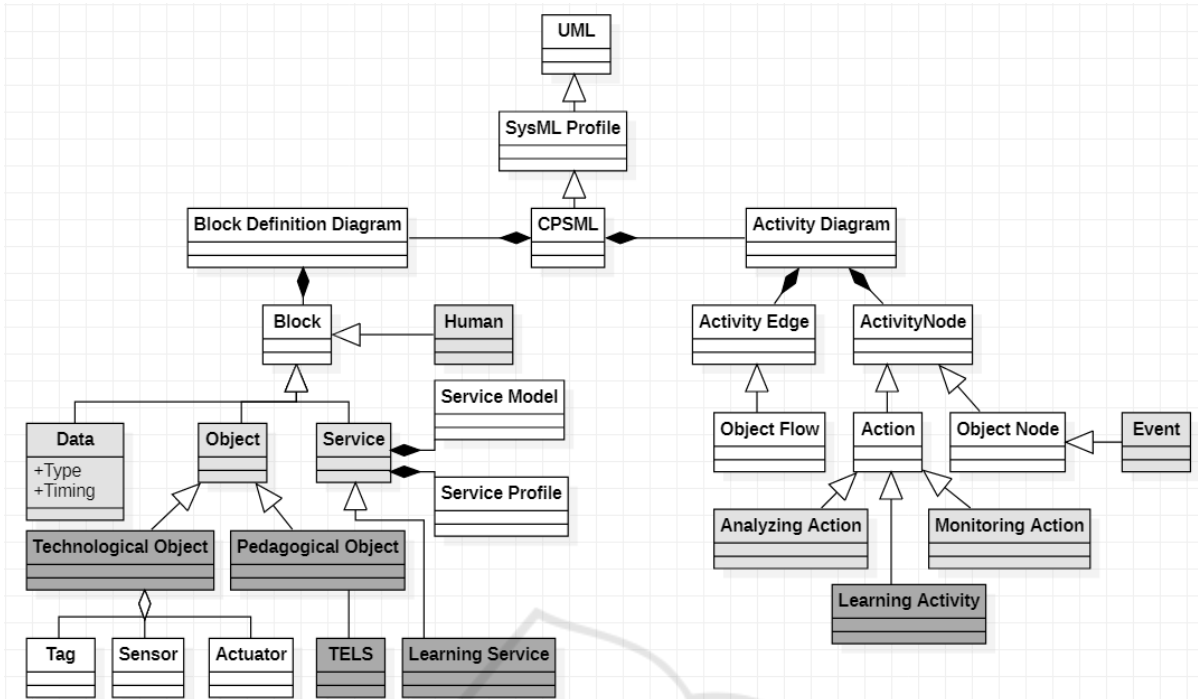 UML
SysML Profile
Block Definition Diagram
CPSML
Activity Diagram
Block
Human
Activity Edge
ActivityNode
Service Model
Data
+Type
+Timing
Object
Service
Service Profile
Object Flow
Action
Object Node
Event
Technological Object
Pedagogical Object
Analyzing Action
Monitoring Action
Learning Activity
Tag
Sensor
Actuator
TELS
Learning Service